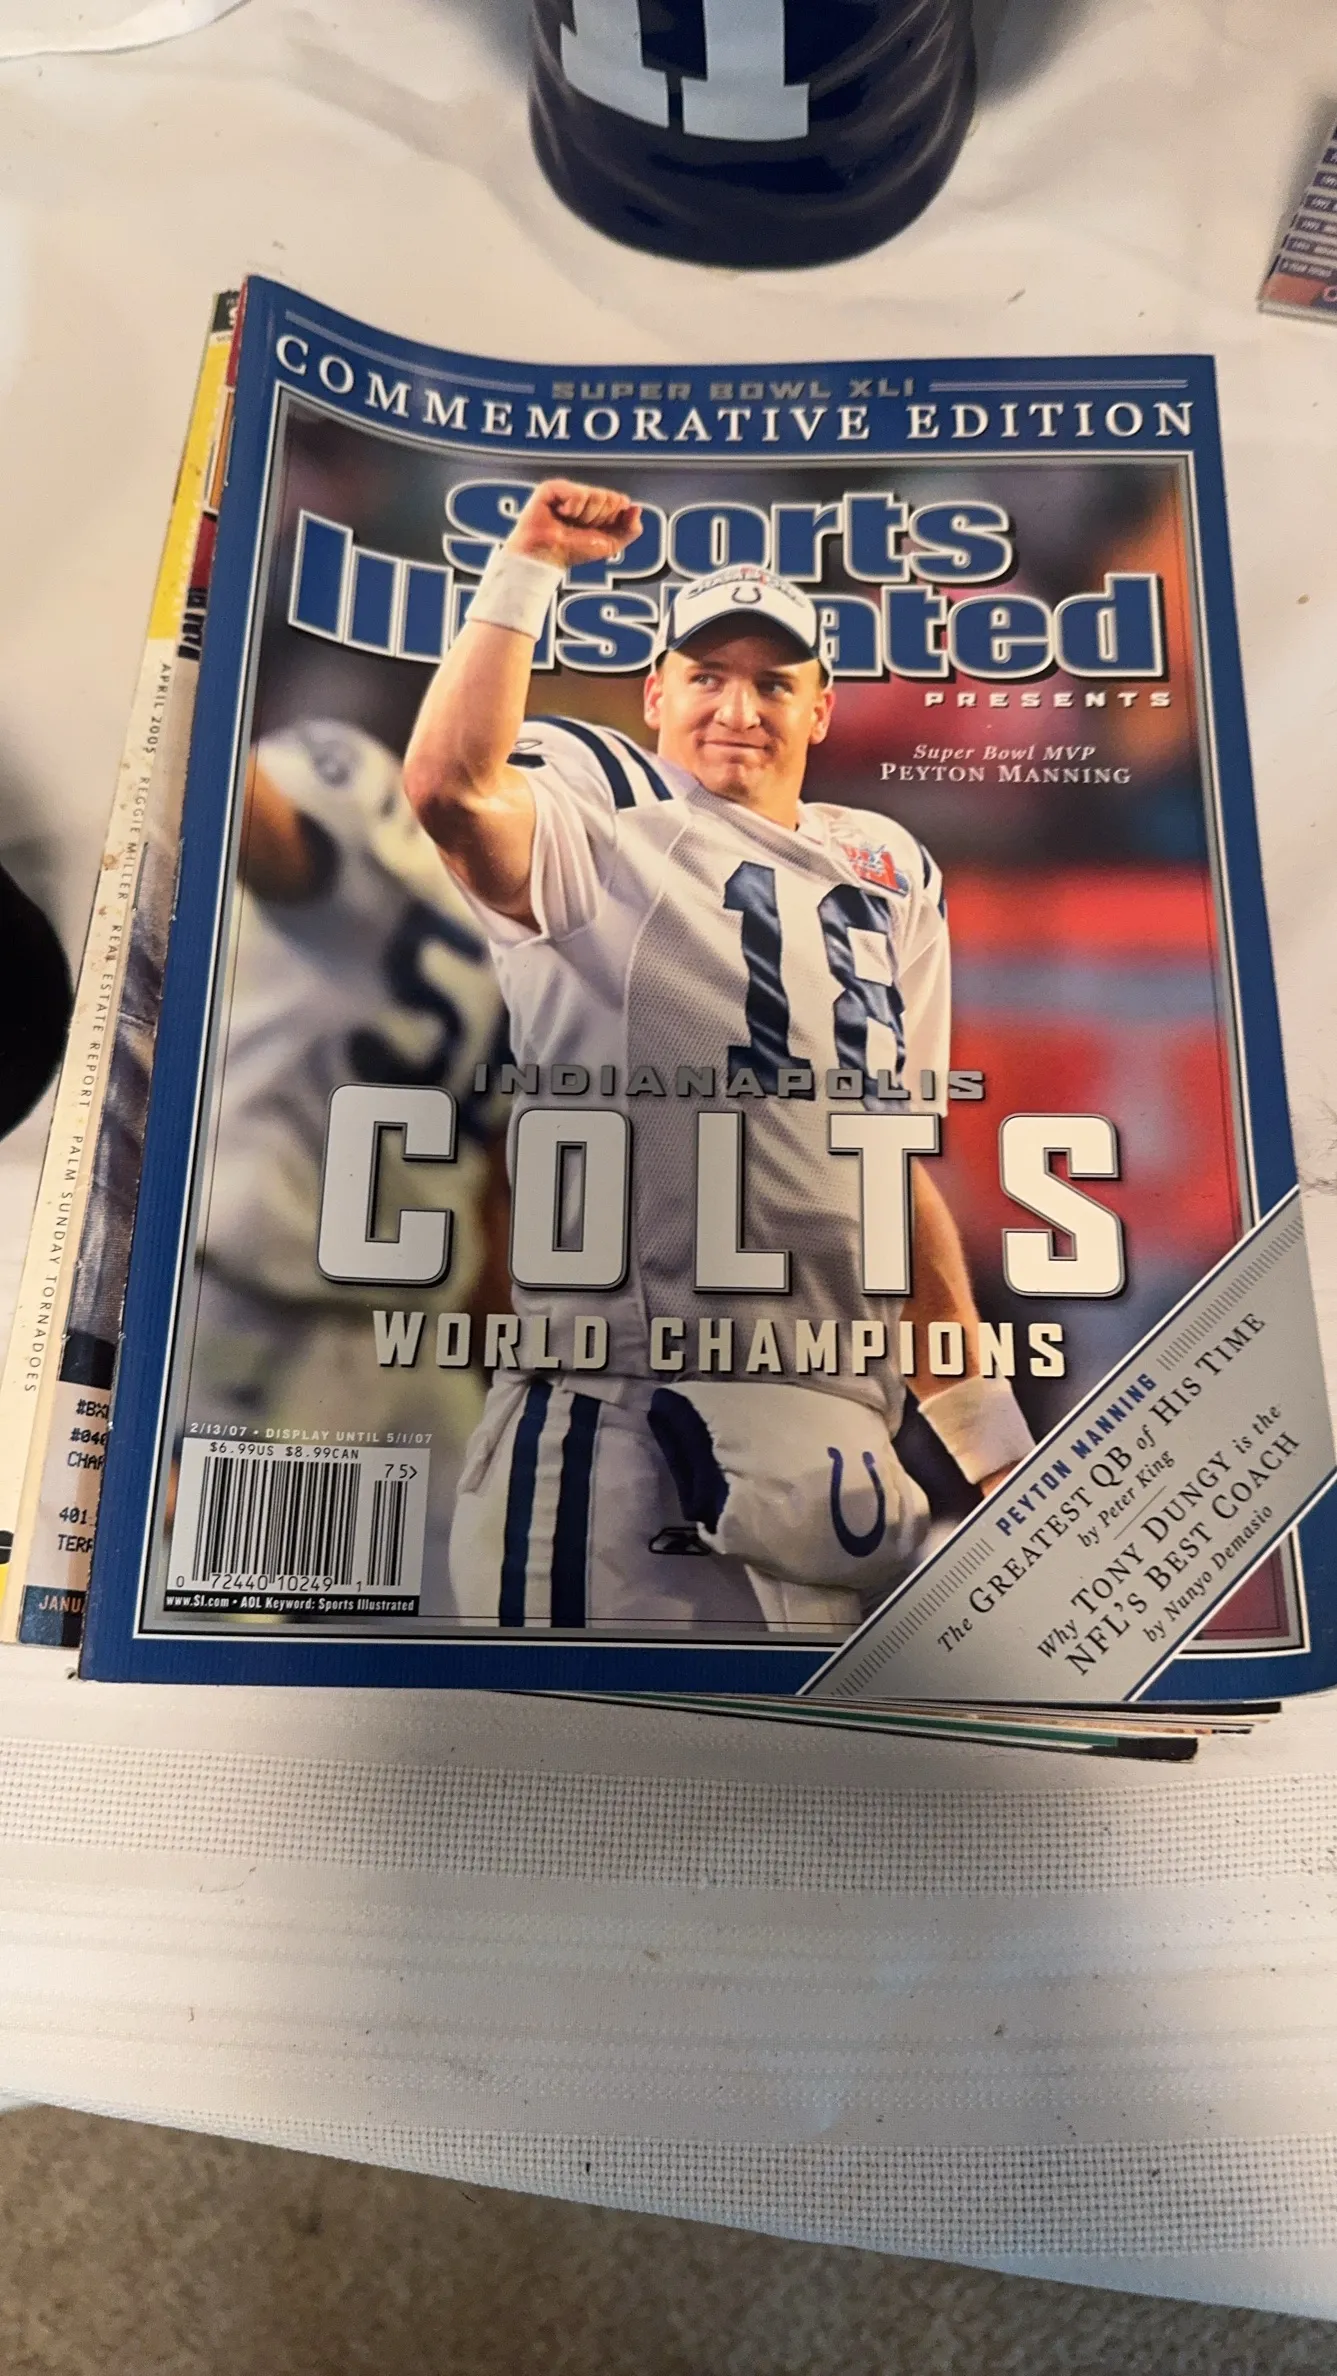 SUPER BOWL XLI
COMMEMORATIVE EDITION
Sports
Illustrated
PRESENTS
Super Bowl MVP
PEYTON MANNING
18
INDIANAPOLIS
COLTS
WORLD CHAMPIONS
2/13/07 • DISPLAY UNTIL 5/1/07
$6.99US $8.99CAN
75>
0 72440 10249 1
www.SI.com • AOL Keyword: Sports Illustrated
PEYTON MANNING
The GREATEST QB of HIS TIME
by Peter King
Why TONY DUNGY is the
NFL'S BEST COACH
by Nunyo Demasio
APRIL 2005 REGGIE MILLER REAL ESTATE REPORT PALM SUNDAY TORNADOES
401